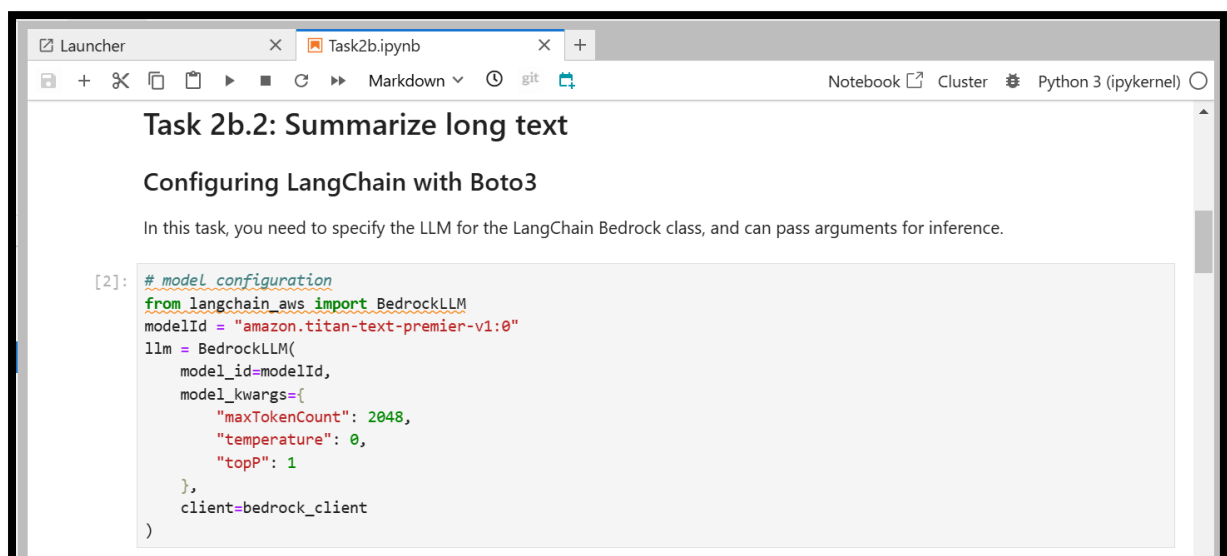 Launcher
Task2b.ipynb
Markdown
git
Notebook
Cluster
Python 3 (ipykernel)
Task 2b.2: Summarize long text
Configuring LangChain with Boto3
In this task, you need to specify the LLM for the LangChain Bedrock class, and can pass arguments for inference.
[2]:
# model configuration
from langchain_aws import BedrockLLM
modelId = "amazon.titan-text-premier-v1:0"
llm = BedrockLLM(
    model_id=modelId,
    model_kwargs={
        "maxTokenCount": 2048,
        "temperature": 0,
        "topP": 1
    },
    client=bedrock_client
)